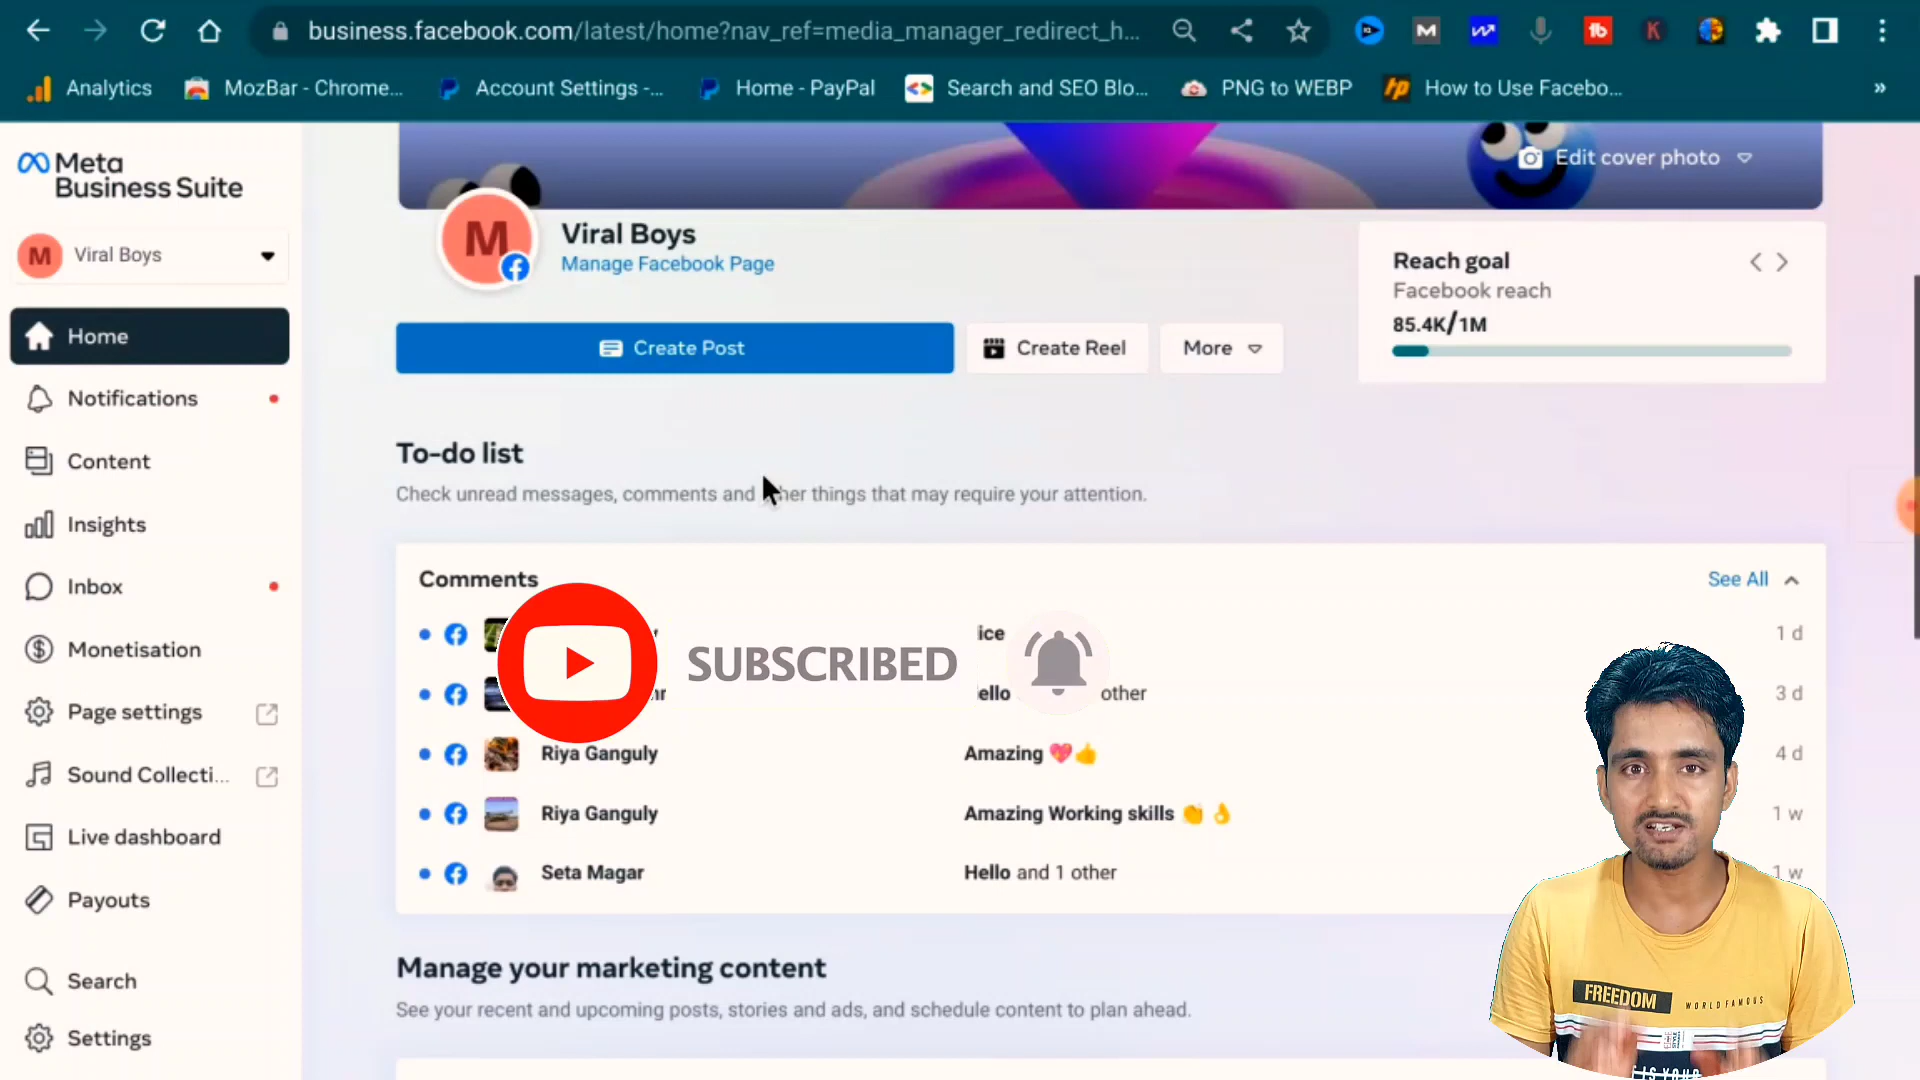 business.facebook.com/latest/home?nav_ref=media_manager_redirect_h...
Analytics
MozBar - Chrome...
Account Settings -...
Home - PayPal
Search and SEO Blo...
PNG to WEBP
How to Use Facebo...
»
Meta
Business Suite
M
Viral Boys
Home
Notifications
Content
Insights
Inbox
Monetisation
Page settings
Sound Collecti...
Live dashboard
Payouts
Search
Settings
Edit cover photo
M
Viral Boys
Manage Facebook Page
Create Post
Create Reel
More
Reach goal
Facebook reach
85.4K/1M
To-do list
Check unread messages, comments and things that may require your attention.
Comments
See All
1 d
other
3 d
SUBSCRIBED
Riya Ganguly
Amazing 💖👍
4 d
Riya Ganguly
Amazing Working skills 👏👌
1 w
Seta Magar
Hello and 1 other
1 w
Manage your marketing content
See your recent and upcoming posts, stories and ads, and schedule content to plan ahead.
FREEDOM
WORLD FAMOUS